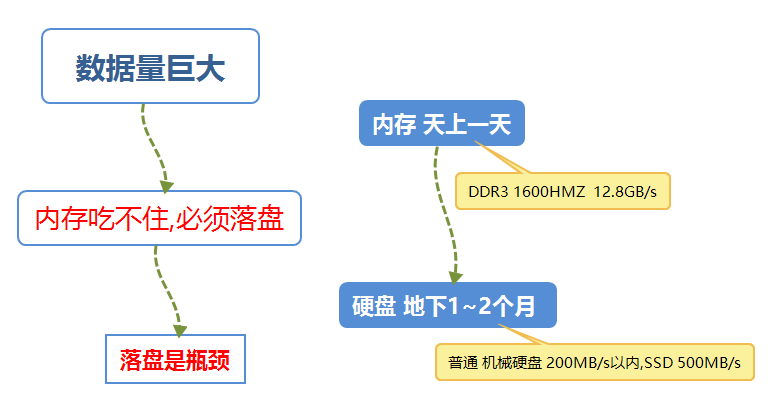 数据量巨大
内存吃不住,必须落盘
落盘是瓶颈
内存 天上一天
DDR3 1600HMZ  12.8GB/s
硬盘 地下1~2个月
普通 机械硬盘 200MB/s以内,SSD 500MB/s